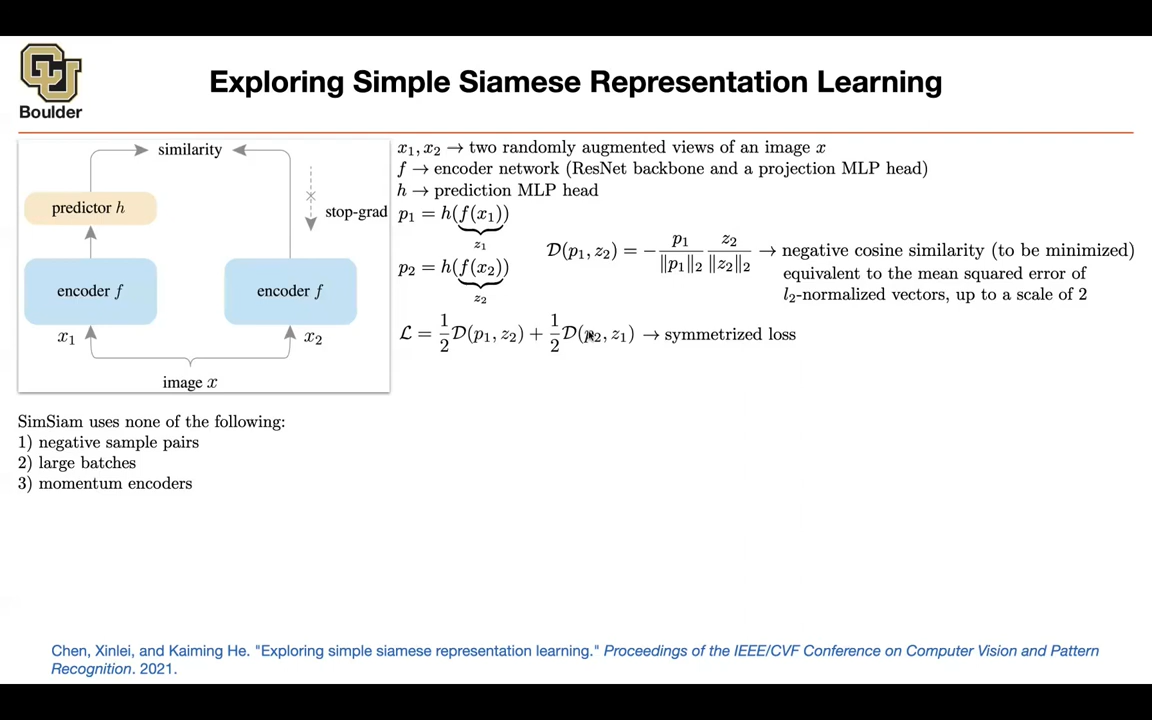 Boulder
Exploring Simple Siamese Representation Learning
similarity
predictor h
stop-grad
encoder f
encoder f
x₁
x₂
image x
x₁, x₂ → two randomly augmented views of an image x
f → encoder network (ResNet backbone and a projection MLP head)
h → prediction MLP head
p₁ = h(f(x₁))
z₁
p₂ = h(f(x₂))
z₂
𝒟(p₁, z₂) = − p₁/‖p₁‖₂ z₂/‖z₂‖₂ → negative cosine similarity (to be minimized)
equivalent to the mean squared error of
l₂-normalized vectors, up to a scale of 2
ℒ = 1/2 𝒟(p₁, z₂) + 1/2 𝒟(p₂, z₁) → symmetrized loss
SimSiam uses none of the following:
1) negative sample pairs
2) large batches
3) momentum encoders
Chen, Xinlei, and Kaiming He. "Exploring simple siamese representation learning." Proceedings of the IEEE/CVF Conference on Computer Vision and Pattern
Recognition. 2021.